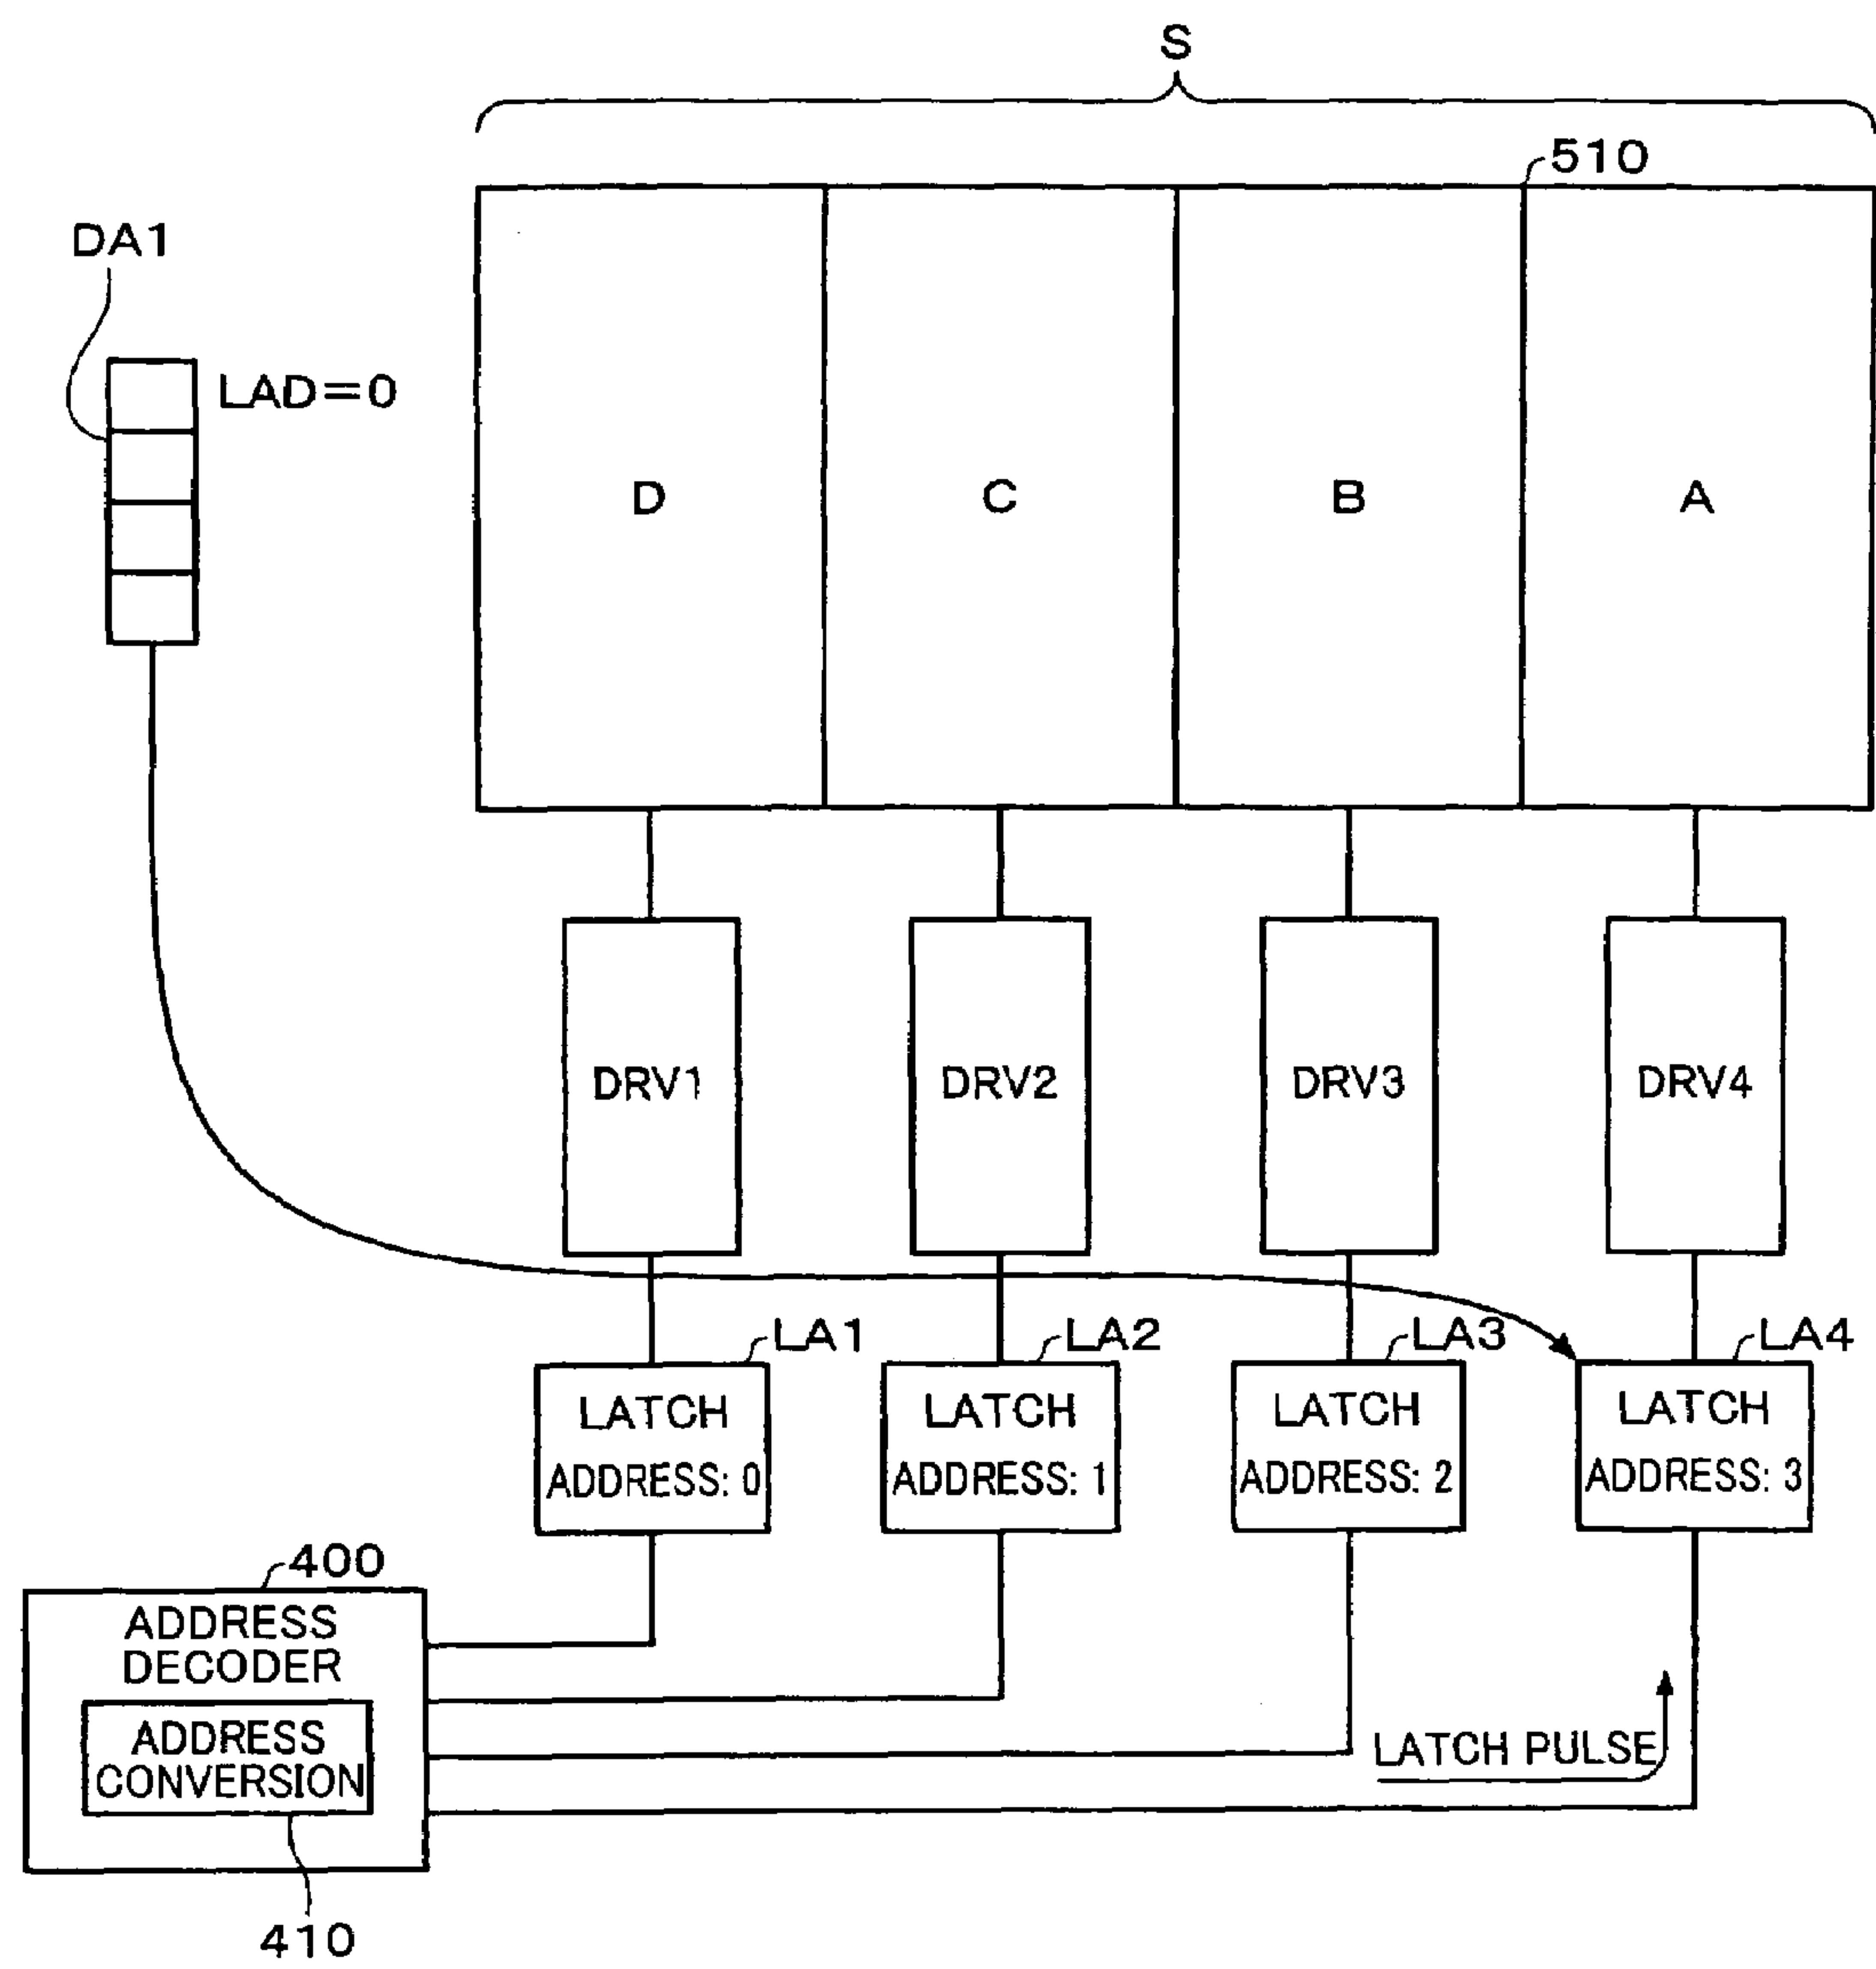 S
510
DA1
LAD=0
D
C
B
A
DRV1
DRV2
DRV3
DRV4
LA1
LA2
LA3
LA4
LATCH
ADDRESS: 0
LATCH
ADDRESS: 1
LATCH
ADDRESS: 2
LATCH
ADDRESS: 3
400
ADDRESS
DECODER
ADDRESS
CONVERSION
LATCH PULSE
410